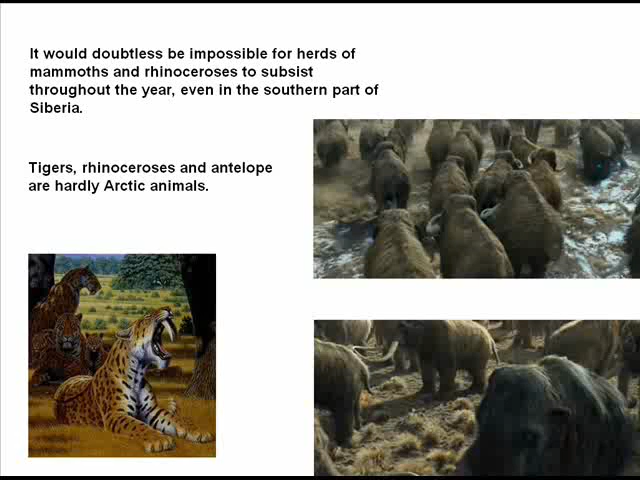 It would doubtless be impossible for herds of
mammoths and rhinoceroses to subsist
throughout the year, even in the southern part of
Siberia.
Tigers, rhinoceroses and antelope
are hardly Arctic animals.